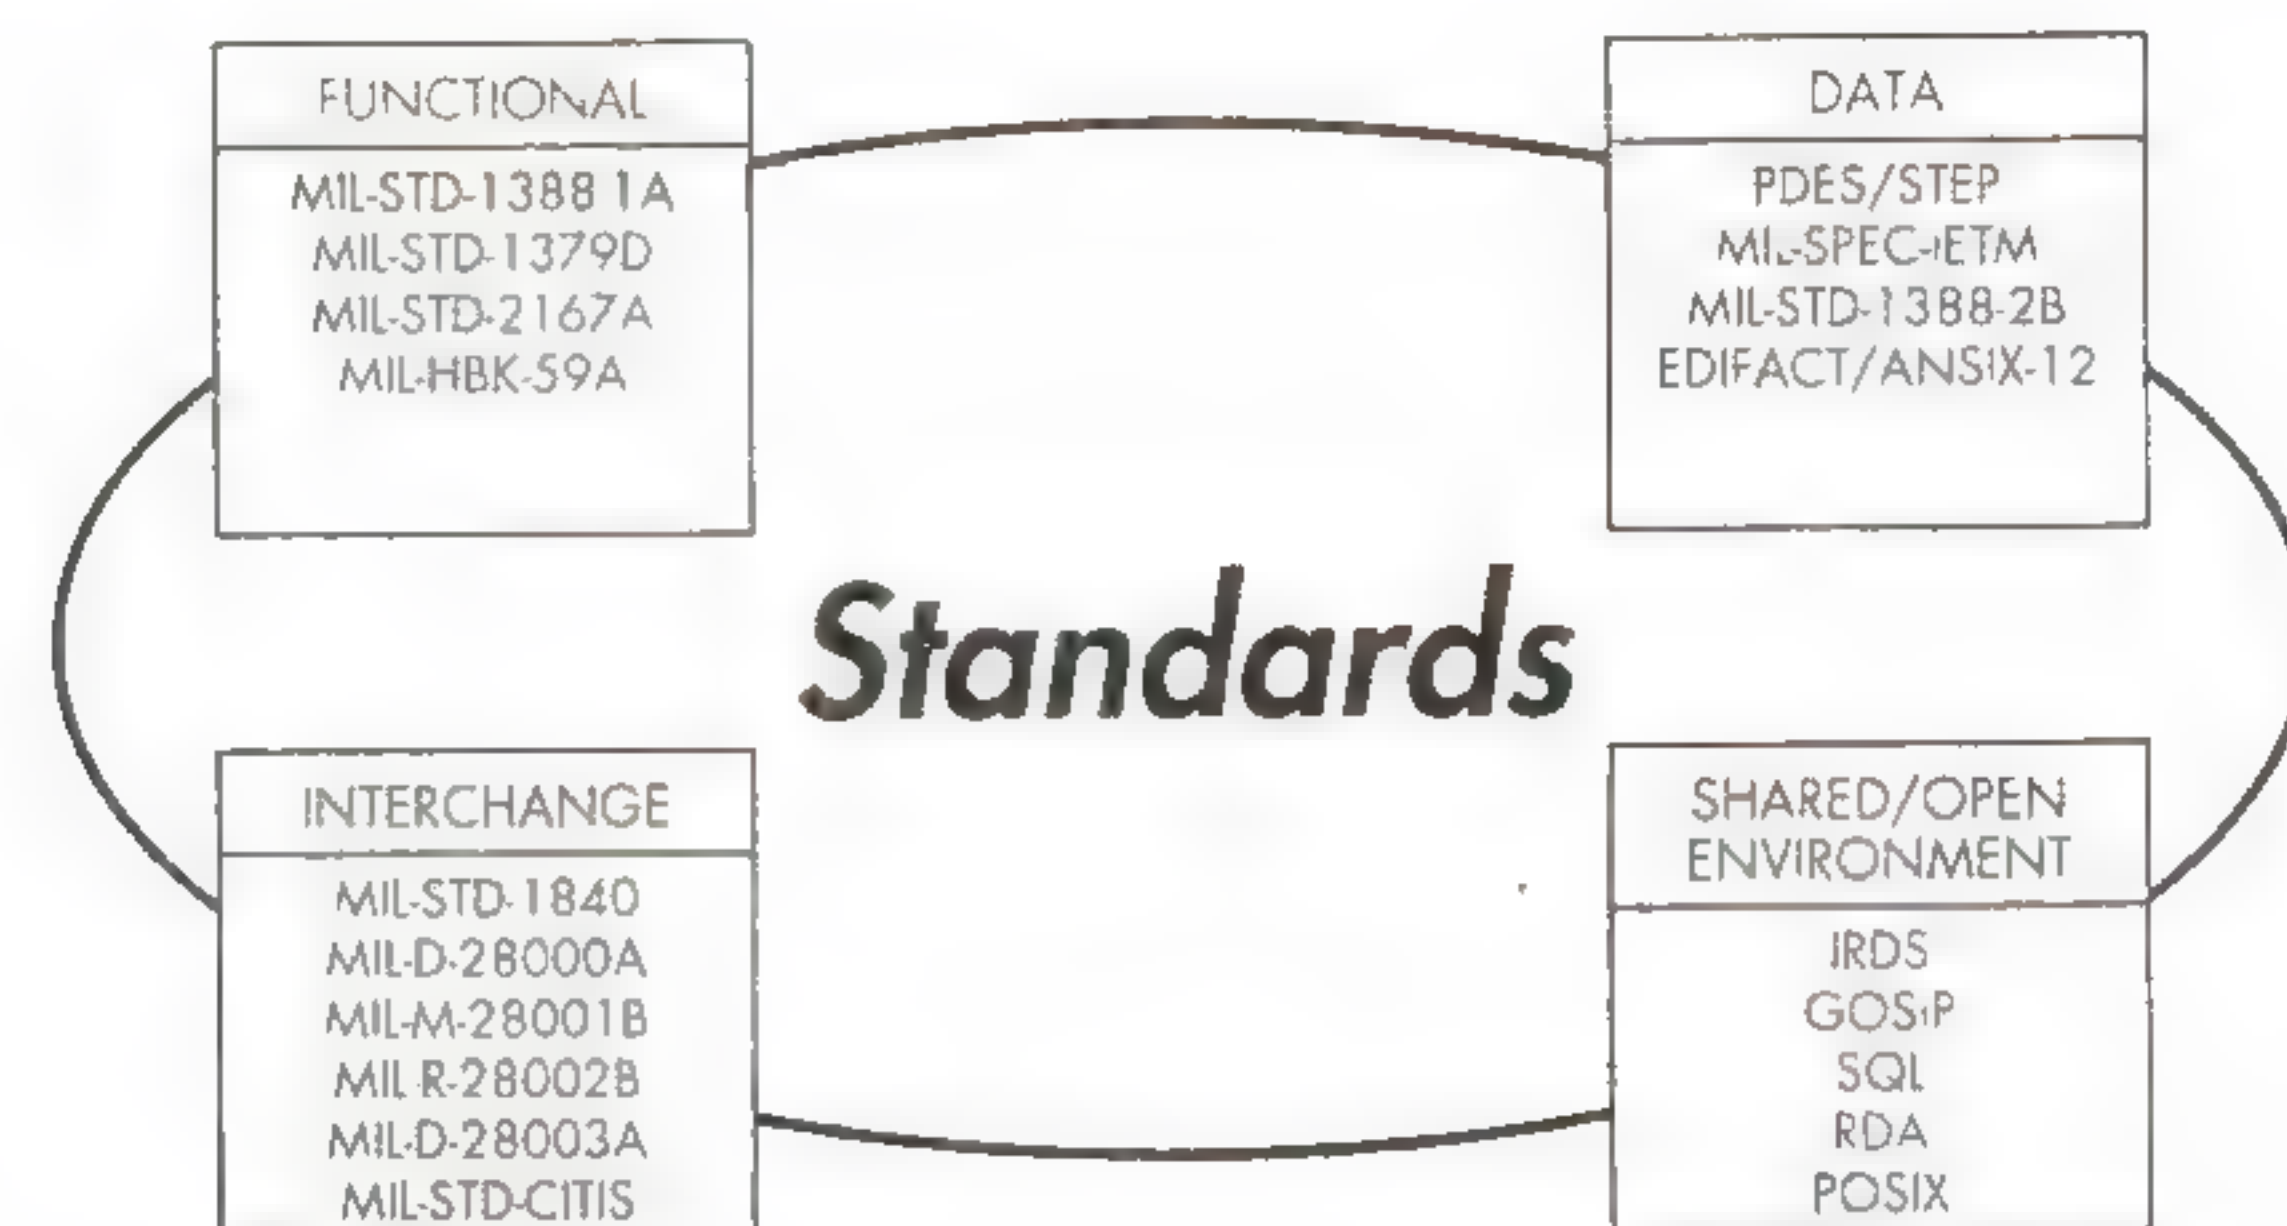 FUNCTIONAL
MIL-STD-1388 1A
MIL-STD-1379D
MIL-STD-2167A
MIL-HBK-59A
DATA
PDES/STEP
MIL-SPEC-IETM
MIL-STD-1388-2B
EDIFACT/ANSIX-12
Standards
INTERCHANGE
MIL-STD-1840
MIL-D-28000A
MIL-M-28001B
MIL R-28002B
MIL-D-28003A
MIL-STD-CITIS
SHARED/OPEN
ENVIRONMENT
IRDS
GOSIP
SQL
RDA
POSIX